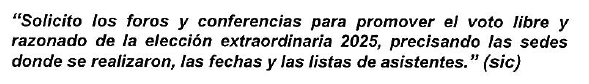 “Solicito los foros y conferencias para promover el voto libre y
razonado de la elección extraordinaria 2025, precisando las sedes
donde se realizaron, las fechas y las listas de asistentes.” (sic)